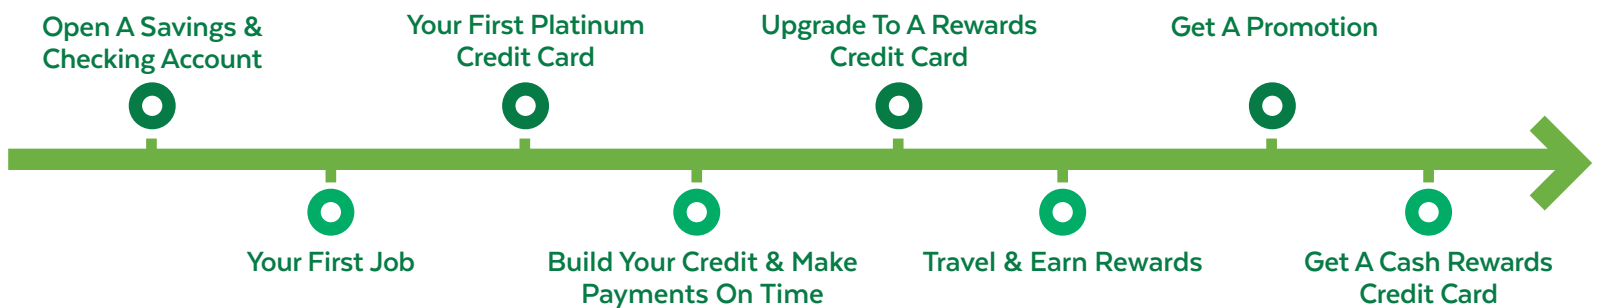 Open A Savings &
Checking Account
Your First Platinum
Credit Card
Upgrade To A Rewards
Credit Card
Get A Promotion
Your First Job
Build Your Credit & Make
Payments On Time
Travel & Earn Rewards
Get A Cash Rewards
Credit Card